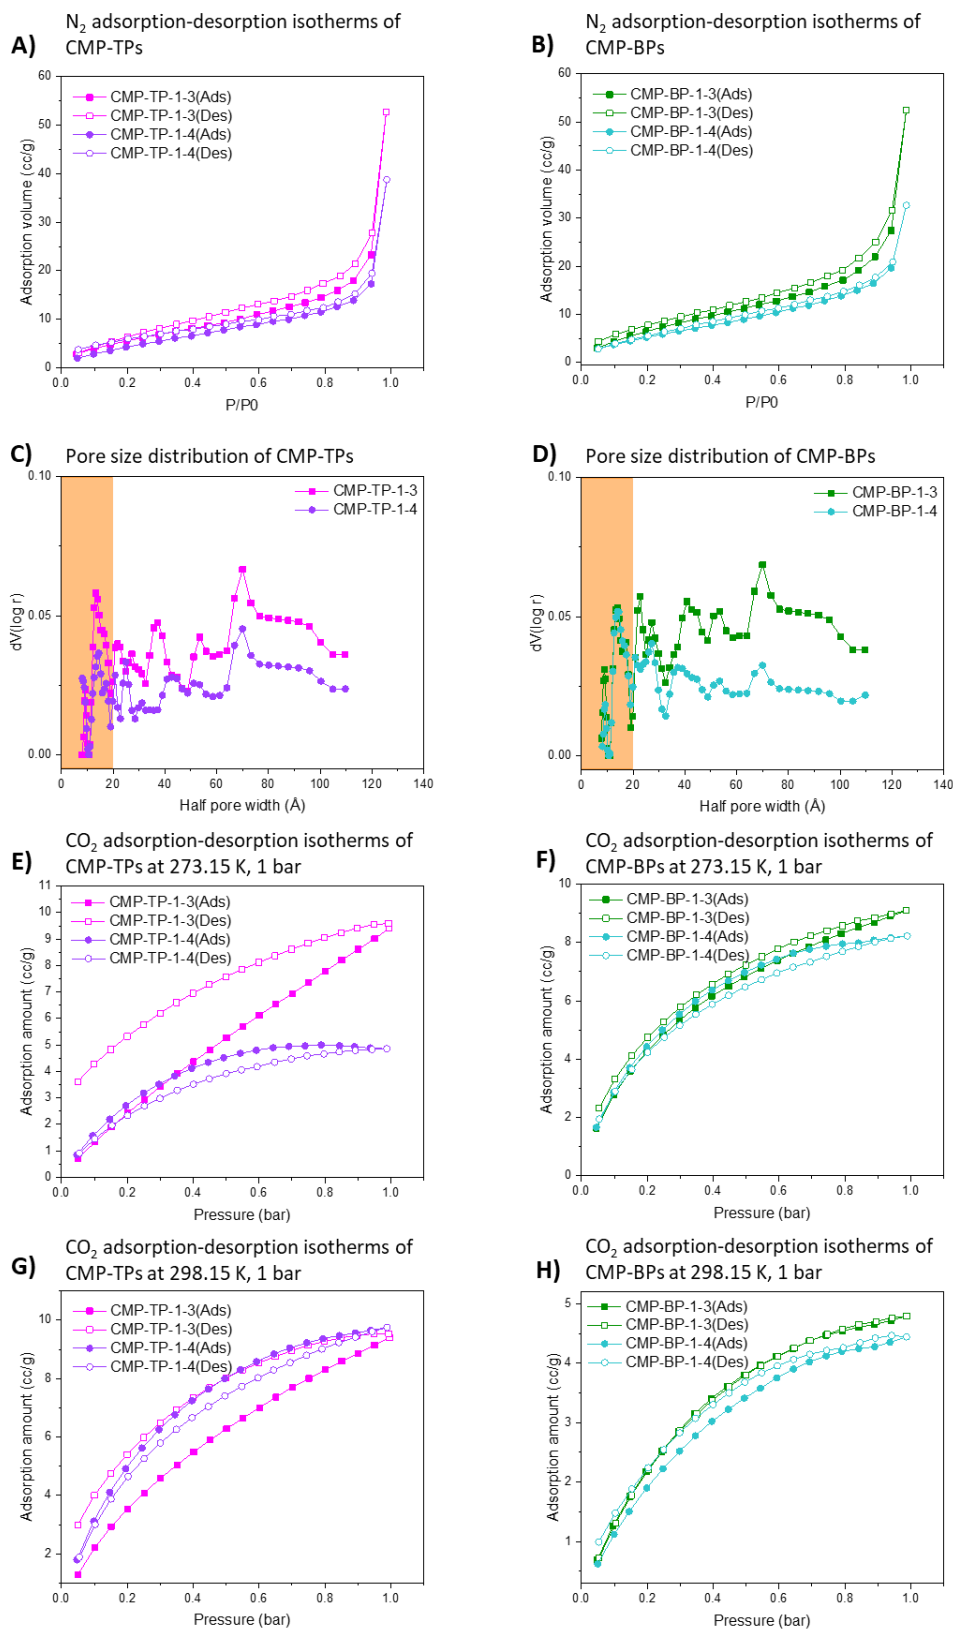 A)
N2 adsorption-desorption isotherms of
CMP-TPs
60
50
40
30
20
10
0
Adsorption volume (cc/g)
CMP-TP-1-3(Ads)
CMP-TP-1-3(Des)
CMP-TP-1-4(Ads)
CMP-TP-1-4(Des)
0.0 0.2 0.4 0.6 0.8 1.0
P/P0
B)
N2 adsorption-desorption isotherms of
CMP-BPs
60
50
40
30
20
10
0
Adsorption volume (cc/g)
CMP-BP-1-3(Ads)
CMP-BP-1-3(Des)
CMP-BP-1-4(Ads)
CMP-BP-1-4(Des)
0.0 0.2 0.4 0.6 0.8 1.0
P/P0
C)
Pore size distribution of CMP-TPs
0.10
0.05
0.00
dV(log r)
CMP-TP-1-3
CMP-TP-1-4
0 20 40 60 80 100 120 140
Half pore width (Å)
D)
Pore size distribution of CMP-BPs
0.10
0.05
0.00
dV(log r)
CMP-BP-1-3
CMP-BP-1-4
0 20 40 60 80 100 120 140
Half pore width (Å)
E)
CO2 adsorption-desorption isotherms of
CMP-TPs at 273.15 K, 1 bar
11
10
9
8
7
6
5
4
3
2
1
0
Adsorption amount (cc/g)
CMP-TP-1-3(Ads)
CMP-TP-1-3(Des)
CMP-TP-1-4(Ads)
CMP-TP-1-4(Des)
0.0 0.2 0.4 0.6 0.8 1.0
Pressure (bar)
F)
CO2 adsorption-desorption isotherms of
CMP-BPs at 273.15 K, 1 bar
10
8
6
4
2
0
Adsorption amount (cc/g)
CMP-BP-1-3(Ads)
CMP-BP-1-3(Des)
CMP-BP-1-4(Ads)
CMP-BP-1-4(Des)
0.0 0.2 0.4 0.6 0.8 1.0
Pressure (bar)
G)
CO2 adsorption-desorption isotherms of
CMP-TPs at 298.15 K, 1 bar
10
8
6
4
2
Adsorption amount (cc/g)
CMP-TP-1-3(Ads)
CMP-TP-1-3(Des)
CMP-TP-1-4(Ads)
CMP-TP-1-4(Des)
0.0 0.2 0.4 0.6 0.8 1.0
Pressure (bar)
H)
CO2 adsorption-desorption isotherms of
CMP-BPs at 298.15 K, 1 bar
5
4
3
2
1
Adsorption amount (cc/g)
CMP-BP-1-3(Ads)
CMP-BP-1-3(Des)
CMP-BP-1-4(Ads)
CMP-BP-1-4(Des)
0.0 0.2 0.4 0.6 0.8 1.0
Pressure (bar)